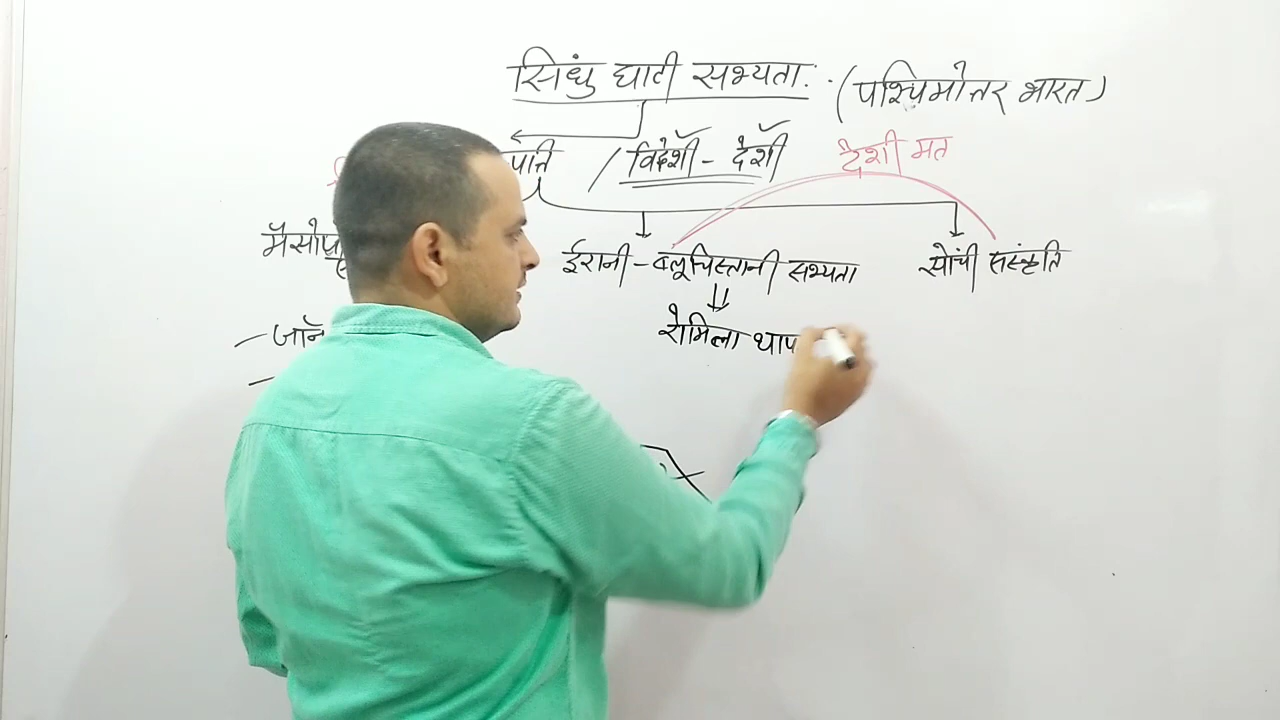 सिंधु घाटी सभ्यता : (पश्चिमोत्तर भारत)
/ विदेशी - देशी देशी मत
ईरानी - बलूचिस्तानी सभ्यता सोंची संस्कृति
- जॉन रोमिला थाप